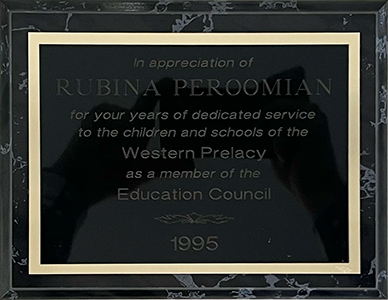 In appreciation of
RUBINA PEROOMIAN
for your years of dedicated service
to the children and schools of the
Western Prelacy
as a member of the
Education Council
1995